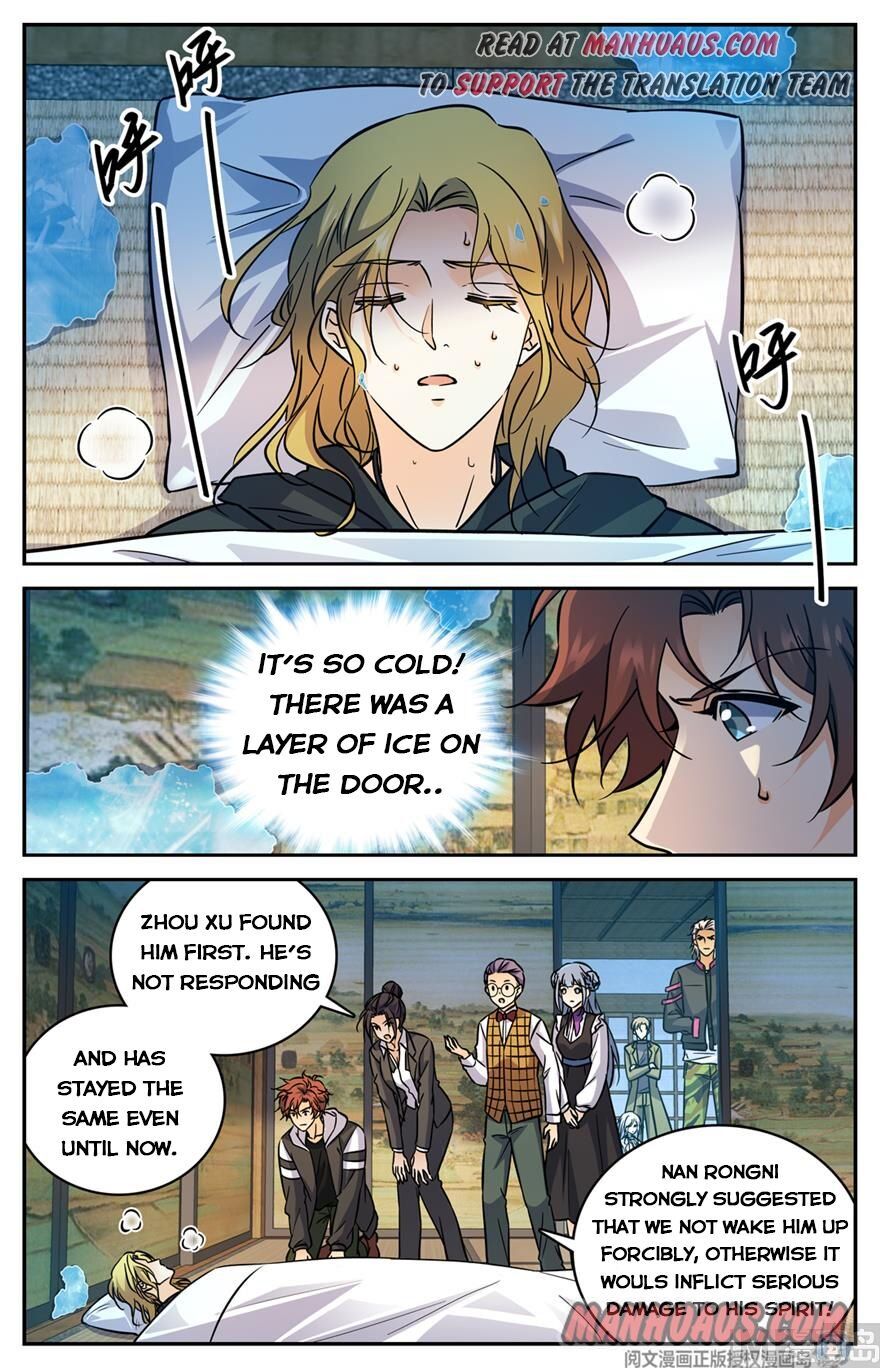 READ AT MANHUAUS.COM
TO SUPPORT THE TRANSLATION TEAM
呼
呼
呼
IT'S SO COLD!
THERE WAS A
LAYER OF ICE ON
THE DOOR..
ZHOU XU FOUND
HIM FIRST. HE'S
NOT RESPONDING
AND HAS
STAYED THE
SAME EVEN
UNTIL NOW.
NAN RONGNI
STRONGLY SUGGESTED
THAT WE NOT WAKE HIM UP
FORCIBLY, OTHERWISE IT
WOULS INFLICT SERIOUS
DAMAGE TO HIS SPIRIT!
MANHUAUS.COM
阅文漫画正版授权漫画岛